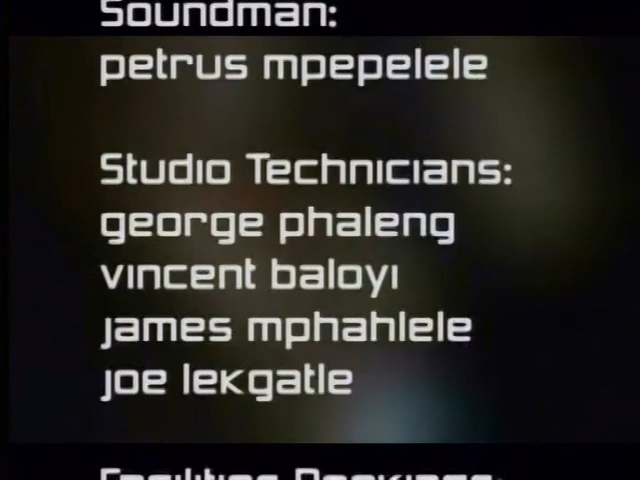 Soundman:
petrus mpepelele
Studio Technicians:
george phaleng
vincent baloyi
james mphahlele
joe lekgatle